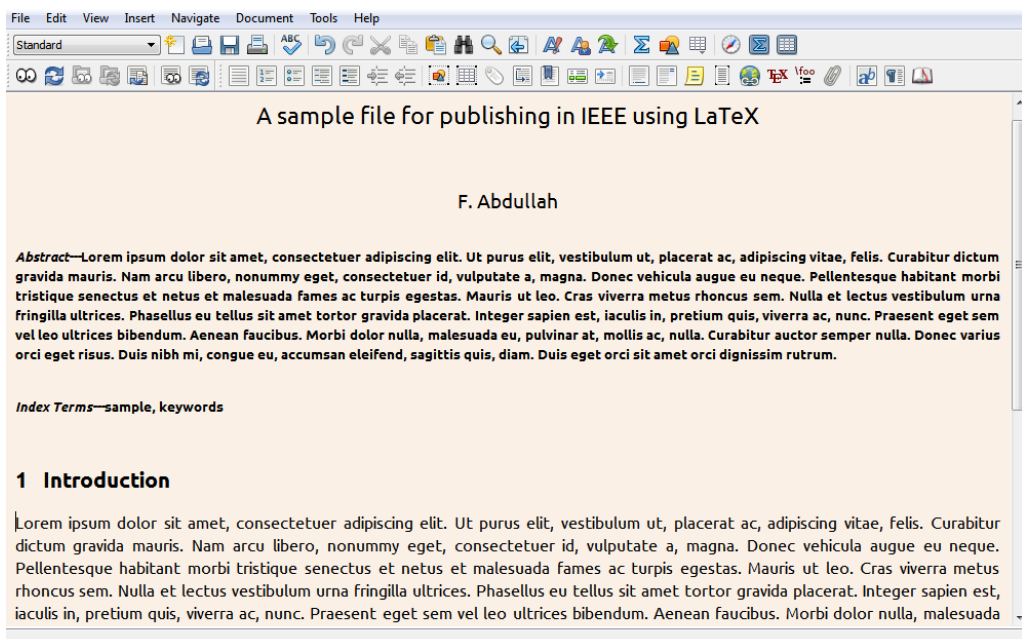 File Edit View Insert Navigate Document Tools Help
Standard
ABC
TEX \foo
ab
A sample file for publishing in IEEE using LaTeX
F. Abdullah
Abstract—Lorem ipsum dolor sit amet, consectetuer adipiscing elit. Ut purus elit, vestibulum ut, placerat ac, adipiscing vitae, felis. Curabitur dictum
gravida mauris. Nam arcu libero, nonummy eget, consectetuer id, vulputate a, magna. Donec vehicula augue eu neque. Pellentesque habitant morbi
tristique senectus et netus et malesuada fames ac turpis egestas. Mauris ut leo. Cras viverra metus rhoncus sem. Nulla et lectus vestibulum urna
fringilla ultrices. Phasellus eu tellus sit amet tortor gravida placerat. Integer sapien est, iaculis in, pretium quis, viverra ac, nunc. Praesent eget sem
vel leo ultrices bibendum. Aenean faucibus. Morbi dolor nulla, malesuada eu, pulvinar at, mollis ac, nulla. Curabitur auctor semper nulla. Donec varius
orci eget risus. Duis nibh mi, congue eu, accumsan eleifend, sagittis quis, diam. Duis eget orci sit amet orci dignissim rutrum.
Index Terms—sample, keywords
1 Introduction
Lorem ipsum dolor sit amet, consectetuer adipiscing elit. Ut purus elit, vestibulum ut, placerat ac, adipiscing vitae, felis. Curabitur
dictum gravida mauris. Nam arcu libero, nonummy eget, consectetuer id, vulputate a, magna. Donec vehicula augue eu neque.
Pellentesque habitant morbi tristique senectus et netus et malesuada fames ac turpis egestas. Mauris ut leo. Cras viverra metus
rhoncus sem. Nulla et lectus vestibulum urna fringilla ultrices. Phasellus eu tellus sit amet tortor gravida placerat. Integer sapien est,
iaculis in, pretium quis, viverra ac, nunc. Praesent eget sem vel leo ultrices bibendum. Aenean faucibus. Morbi dolor nulla, malesuada